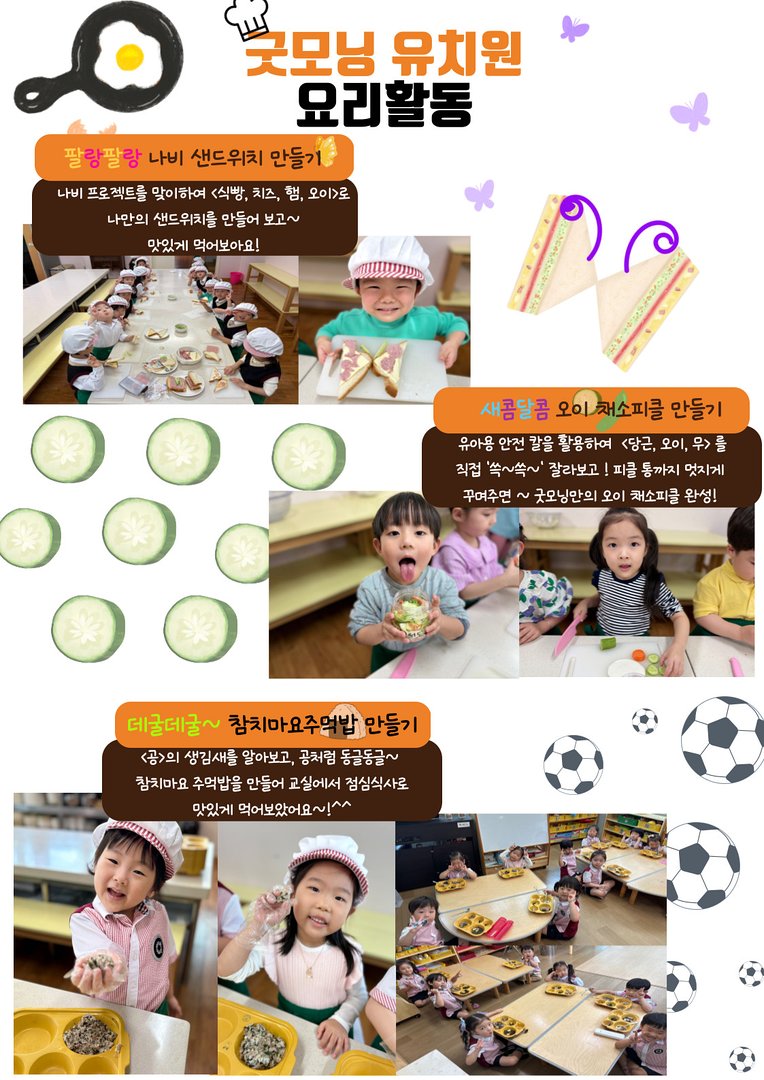 굿모닝 유치원
요리활동
팔랑팔랑 나비 샌드위치 만들기
나비 프로젝트를 맞이하여 <식빵, 치즈, 햄, 오이>로
나만의 샌드위치를 만들어 보고~
맛있게 먹어보아요!
새콤달콤 오이 채소피클 만들기
유아용 안전 칼을 활용하여 <당근, 오이, 무> 를
직접 '쓱~쓱~' 잘라보고 ! 피클 통까지 멋지게
꾸며주면 ~ 굿모닝만의 오이 채소피클 완성!
데굴데굴~ 참치마요주먹밥 만들기
<공>의 생김새를 알아보고, 공처럼 동글동글~
참치마요 주먹밥을 만들어 교실에서 점심식사로
맛있게 먹어보았어요~!^^